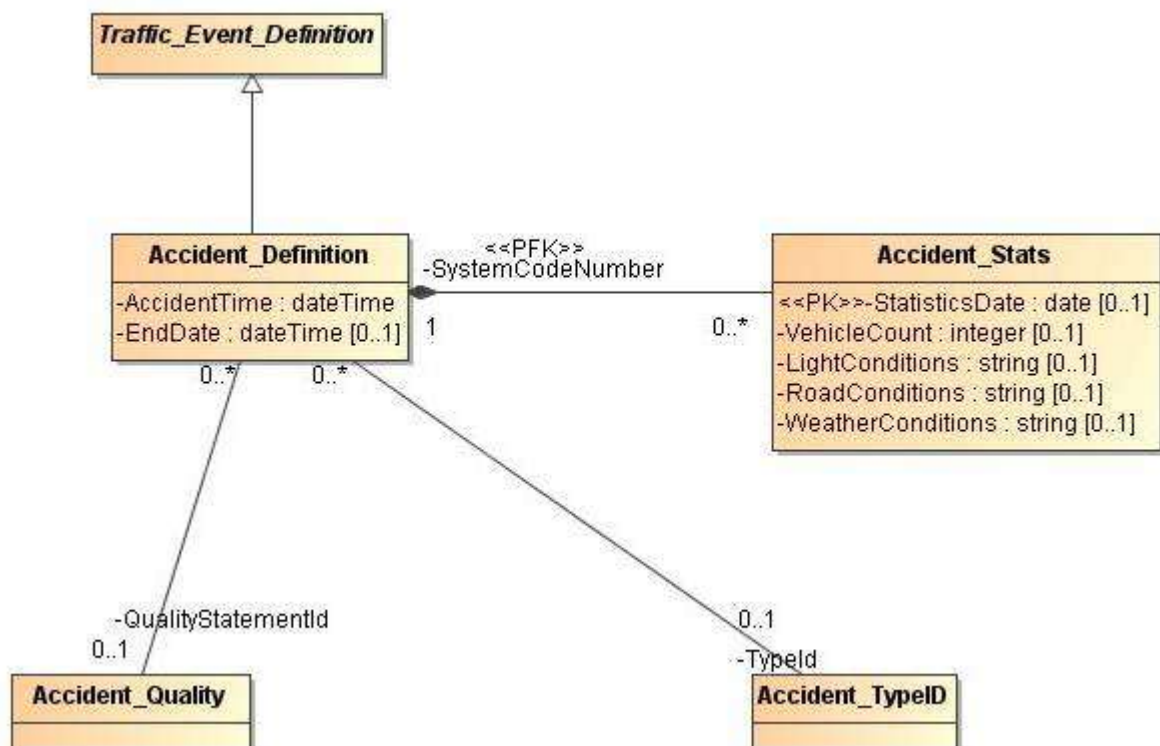 Traffic_Event_Definition
Accident_Definition
-AccidentTime : dateTime
-EndDate : dateTime [0..1]
<<PFK>>
-SystemCodeNumber
1
0..*
Accident_Stats
<<PK>>-StatisticsDate : date [0..1]
-VehicleCount : integer [0..1]
-LightConditions : string [0..1]
-RoadConditions : string [0..1]
-WeatherConditions : string [0..1]
0..*
0..*
-QualityStatementId
0..1
0..1
-TypeId
Accident_Quality
Accident_TypeID